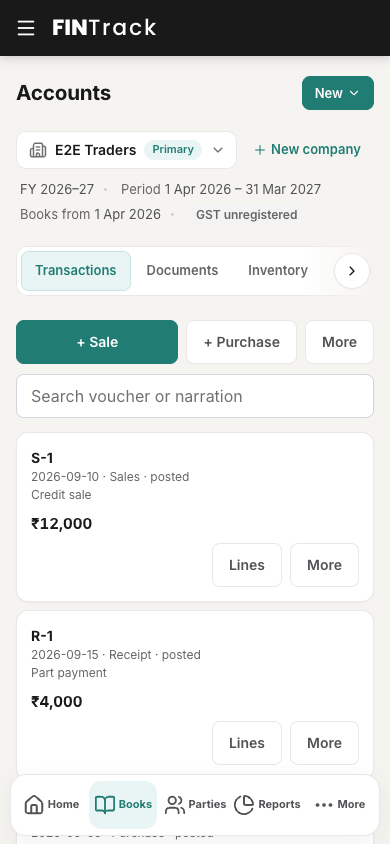 FINTrack
Accounts
New
E2E Traders Primary
+ New company
FY 2026–27 • Period 1 Apr 2026 – 31 Mar 2027
Books from 1 Apr 2026 • GST unregistered
Transactions Documents Inventory
+ Sale + Purchase More
Search voucher or narration
S-1
2026-09-10 · Sales · posted
Credit sale
₹12,000
Lines More
R-1
2026-09-15 · Receipt · posted
Part payment
₹4,000
Lines More
Home Books Parties Reports More